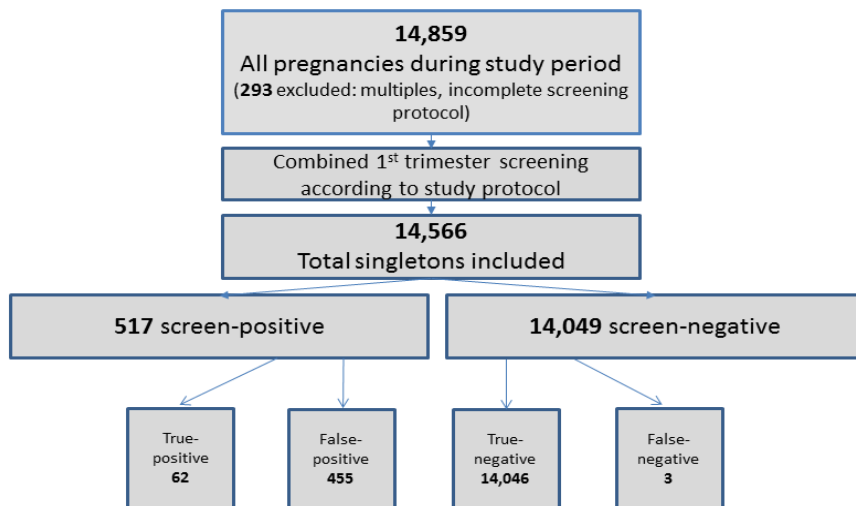 14,859
All pregnancies during study period
(293 excluded: multiples, incomplete screening
protocol)
Combined 1st trimester screening
according to study protocol
14,566
Total singletons included
517 screen-positive
14,049 screen-negative
True-
positive
62
False-
positive
455
True-
negative
14,046
False-
negative
3